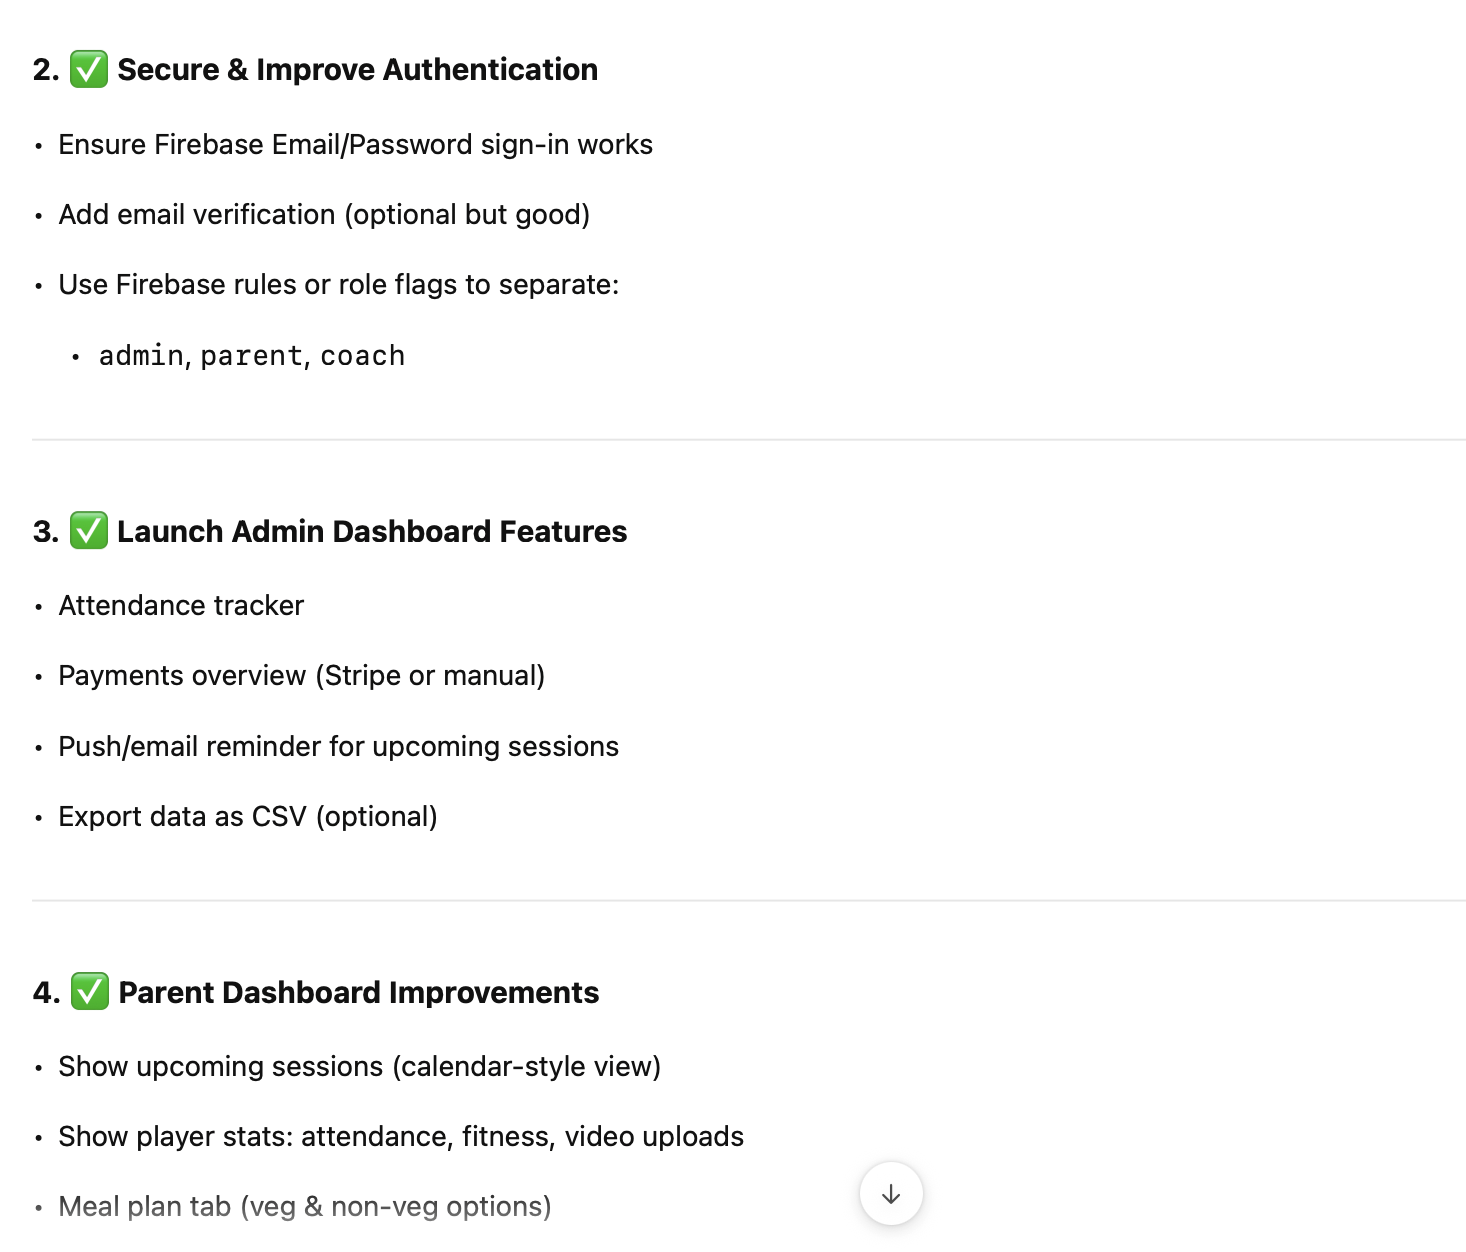 2. ✅ Secure & Improve Authentication
• Ensure Firebase Email/Password sign-in works
• Add email verification (optional but good)
• Use Firebase rules or role flags to separate:
• admin, parent, coach
3. ✅ Launch Admin Dashboard Features
• Attendance tracker
• Payments overview (Stripe or manual)
• Push/email reminder for upcoming sessions
• Export data as CSV (optional)
4. ✅ Parent Dashboard Improvements
• Show upcoming sessions (calendar-style view)
• Show player stats: attendance, fitness, video uploads
• Meal plan tab (veg & non-veg options)